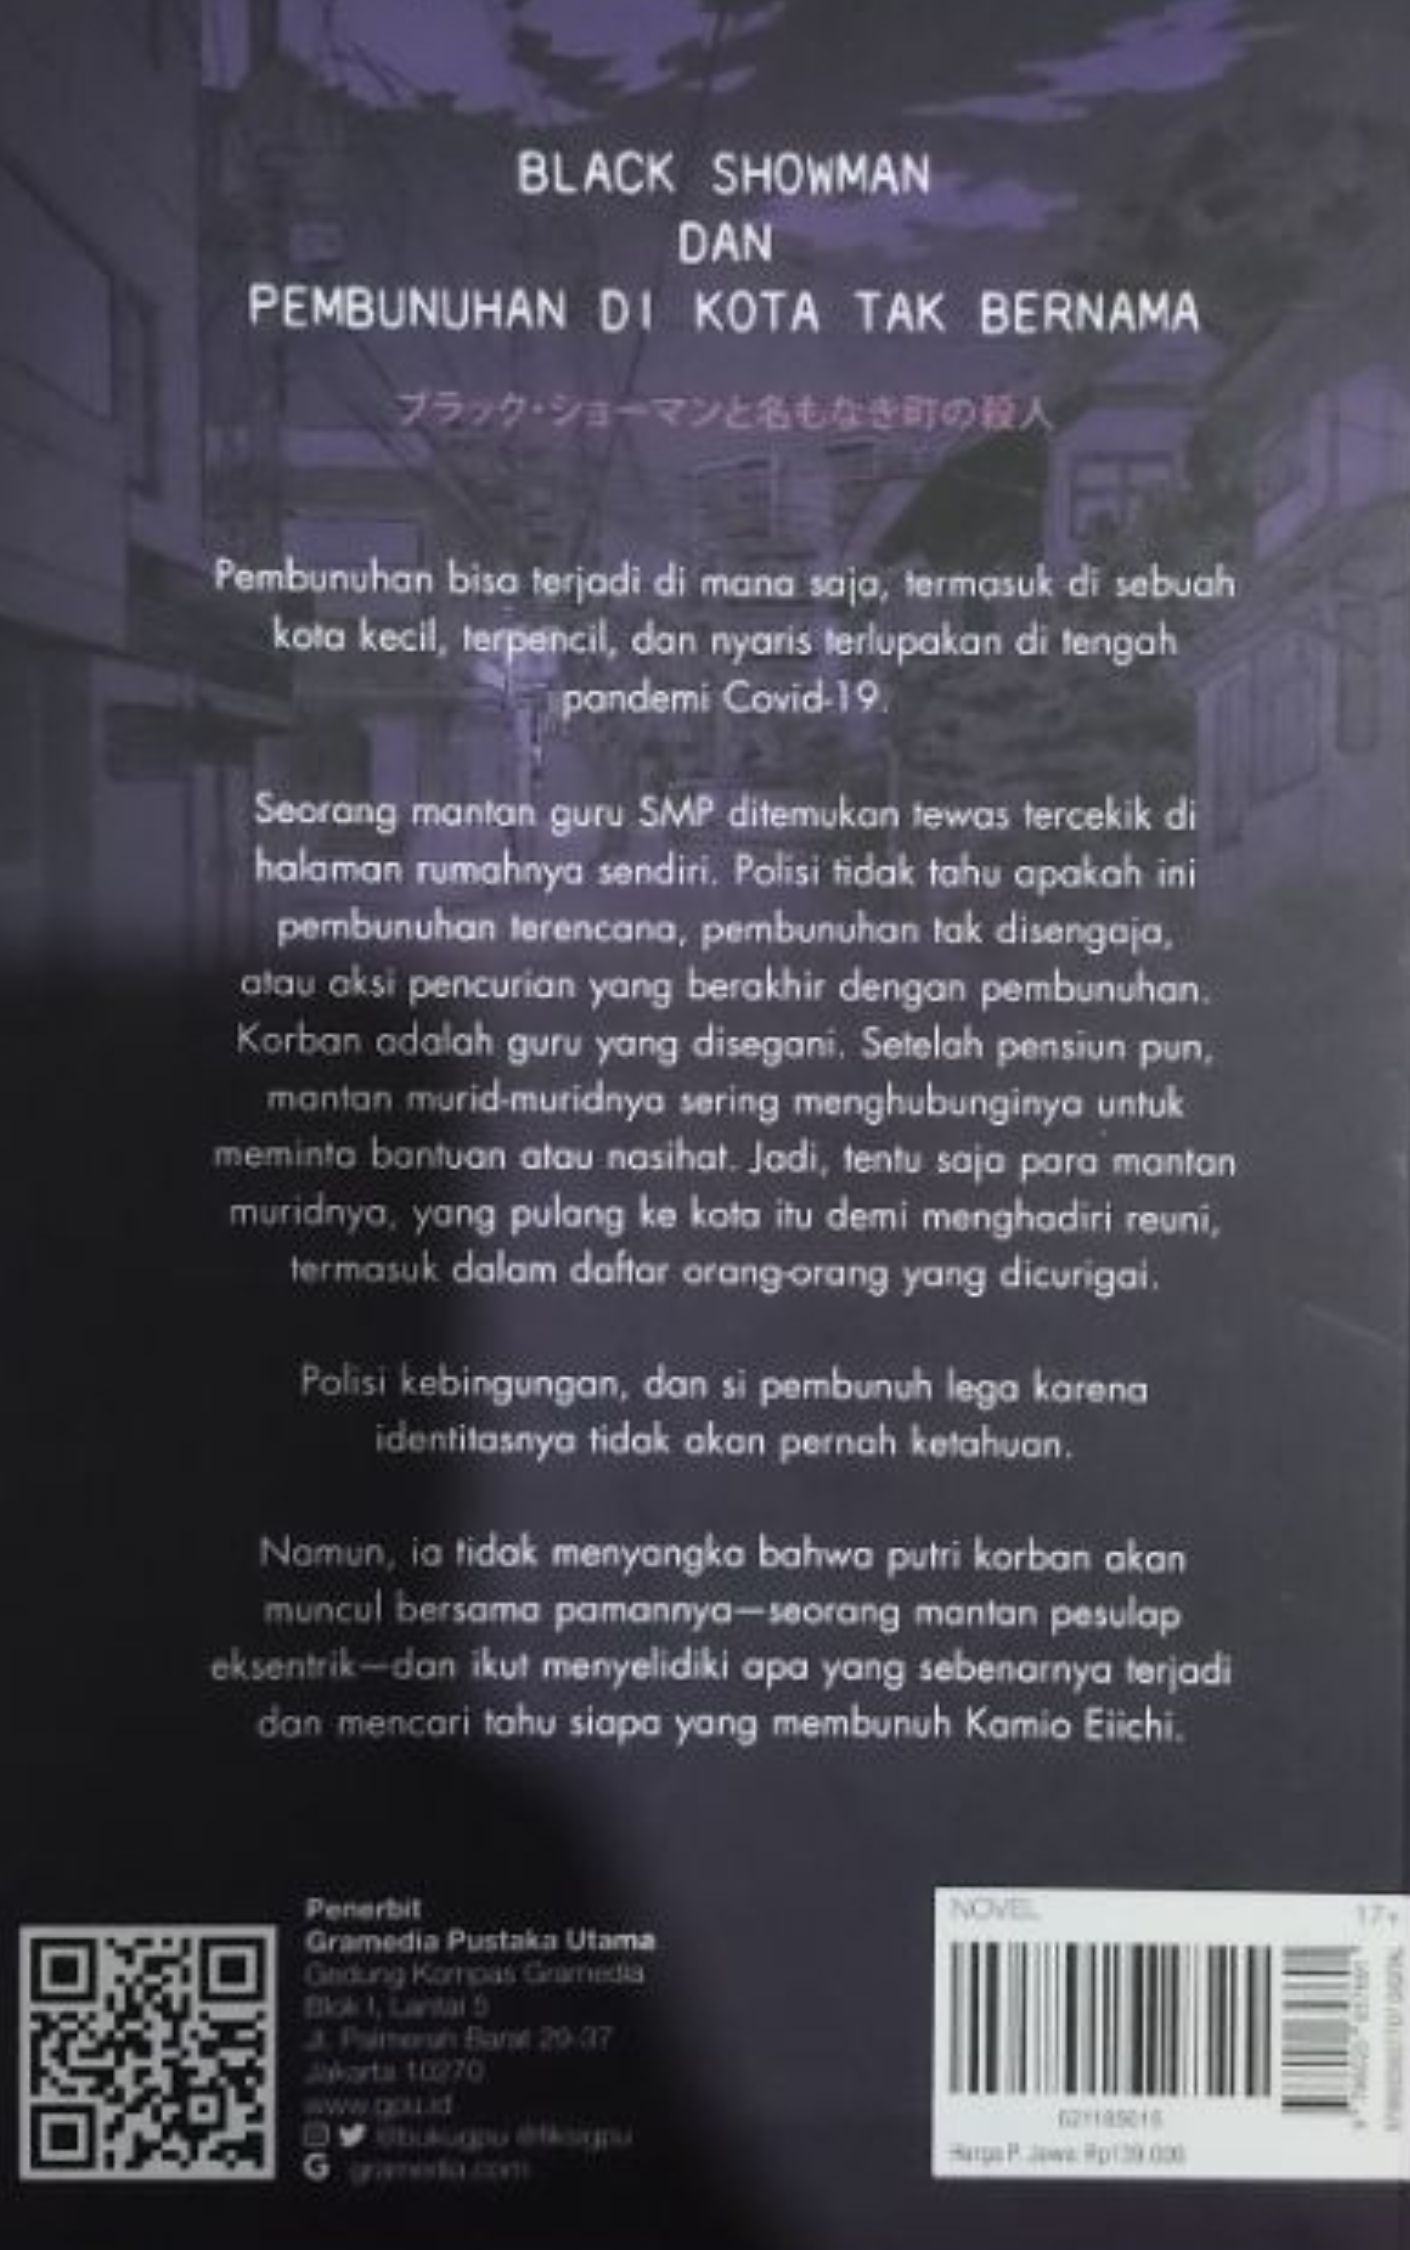 BLACK SHOWMAN
DAN
PEMBUNUHAN DI KOTA TAK BERNAMA
ブラック・ショーマンと名もなき町の殺人
Pembunuhan bisa terjadi di mana saja, termasuk di sebuah
kota kecil, terpencil, dan nyaris terlupakan di tengah
pandemi Covid-19.
Seorang mantan guru SMP ditemukan tewas tercekik di
halaman rumahnya sendiri. Polisi tidak tahu apakah ini
pembunuhan terencana, pembunuhan tak disengaja,
atau aksi pencurian yang berakhir dengan pembunuhan.
Korban adalah guru yang disegani. Setelah pensiun pun,
mantan murid-muridnya sering menghubunginya untuk
meminta bantuan atau nasihat. Jadi, tentu saja para mantan
muridnya, yang pulang ke kota itu demi menghadiri reuni,
termasuk dalam daftar orang-orang yang dicurigai.
Polisi kebingungan, dan si pembunuh lega karena
identitasnya tidak akan pernah ketahuan.
Namun, ia tidak menyangka bahwa putri korban akan
muncul bersama pamannya—seorang mantan pesulap
eksentrik—dan ikut menyelidiki apa yang sebenarnya terjadi
dan mencari tahu siapa yang membunuh Kamio Eiichi.
Penerbit
Gramedia Pustaka Utama
Gedung Kompas Gramedia
Blok I, Lantai 5
Jl. Palmerah Barat 29-37
Jakarta 10270
www.gpu.id
@bukugpu @fiksigpu
gramedia.com
NOVEL 17+
621185016
Harga P. Jawa: Rp139.000